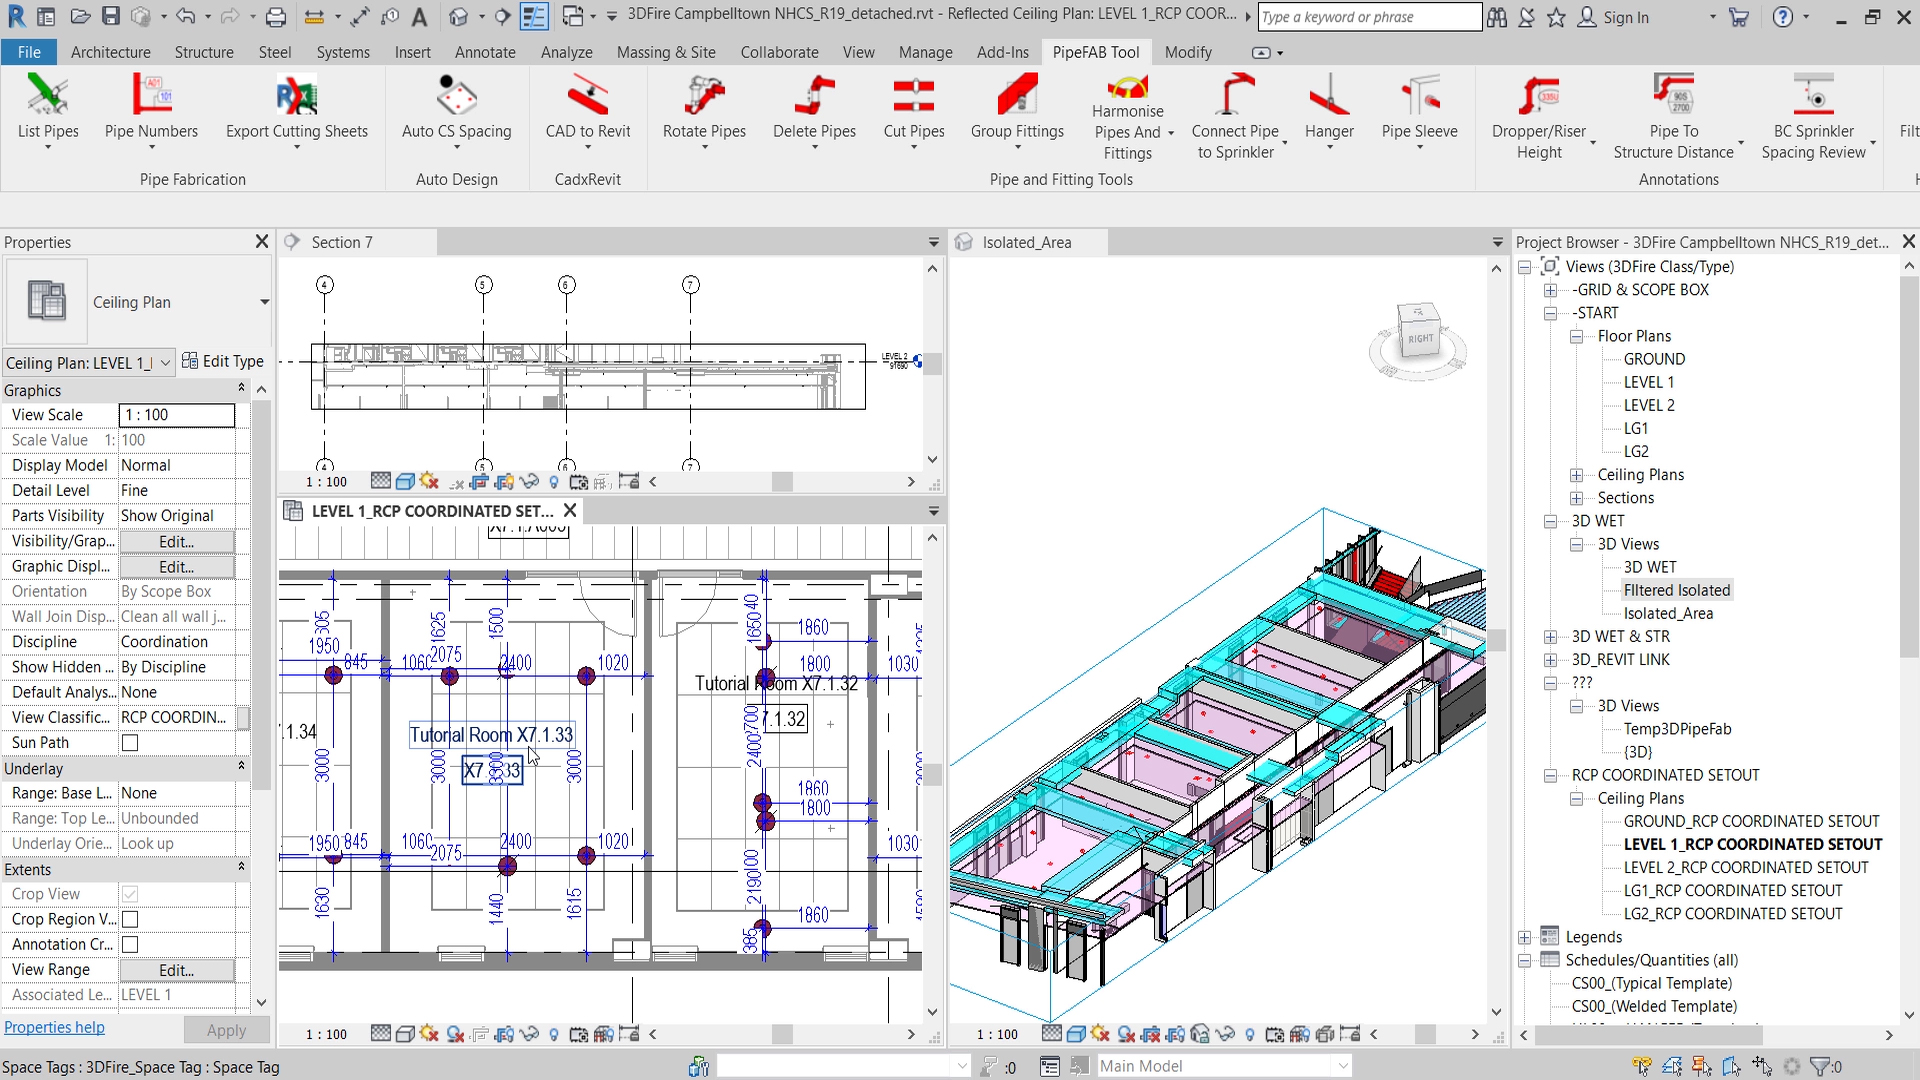 3DFire Campbelltown NHCS_R19_detached.rvt - Reflected Ceiling Plan: LEVEL 1_RCP COOR...
Type a keyword or phrase
Sign In
File
Architecture
Structure
Steel
Systems
Insert
Annotate
Analyze
Massing & Site
Collaborate
View
Manage
Add-Ins
PipeFAB Tool
Modify
List Pipes
Pipe Numbers
Export Cutting Sheets
Auto CS Spacing
CAD to Revit
Rotate Pipes
Delete Pipes
Cut Pipes
Group Fittings
Harmonise Pipes And Fittings
Connect Pipe to Sprinkler
Hanger
Pipe Sleeve
Dropper/Riser Height
Pipe To Structure Distance
BC Sprinkler Spacing Review
Pipe Fabrication
Auto Design
CadxRevit
Pipe and Fitting Tools
Annotations
Properties
Ceiling Plan
Ceiling Plan: LEVEL 1_I
Edit Type
Graphics
View Scale 1 : 100
Scale Value 1: 100
Display Model Normal
Detail Level Fine
Parts Visibility Show Original
Visibility/Grap... Edit...
Graphic Displ... Edit...
Orientation By Scope Box
Wall Join Disp... Clean all wall j...
Discipline Coordination
Show Hidden ... By Discipline
Default Analys... None
View Classific... RCP COORDIN...
Sun Path
Underlay
Range: Base L... None
Range: Top Le... Unbounded
Underlay Orie... Look up
Extents
Crop View
Crop Region V...
Annotation Cr...
View Range Edit...
Associated Le... LEVEL 1
Properties help
Apply
Section 7
4 5 6 7
LEVEL 2
4 5 6 7
1 : 100
LEVEL 1_RCP COORDINATED SET...
1625 1500 1650 40 1860
1950 845 1060 2075 2400 1020 1800 1030
Tutorial Room X7.1.32
7.1.32
Tutorial Room X7.1.33
7.1.34
3000 3000 3000 2400
1860
1800
1950 845 1060 2075 2400 1020 1030
1630 1440 1615 1860
385
1 : 100
Isolated_Area
RIGHT
1 : 100
Project Browser - 3DFire Campbelltown NHCS_R19_det...
Views (3DFire Class/Type)
-GRID & SCOPE BOX
-START
Floor Plans
GROUND
LEVEL 1
LEVEL 2
LG1
LG2
Ceiling Plans
Sections
3D WET
3D Views
3D WET
FIltered Isolated
Isolated_Area
3D WET & STR
3D_REVIT LINK
???
3D Views
Temp3DPipeFab
{3D}
RCP COORDINATED SETOUT
Ceiling Plans
GROUND_RCP COORDINATED SETOUT
LEVEL 1_RCP COORDINATED SETOUT
LEVEL 2_RCP COORDINATED SETOUT
LG1_RCP COORDINATED SETOUT
LG2_RCP COORDINATED SETOUT
Legends
Schedules/Quantities (all)
CS00_(Typical Template)
CS00_(Welded Template)
Space Tags : 3DFire_Space Tag : Space Tag
:0
Main Model
:0